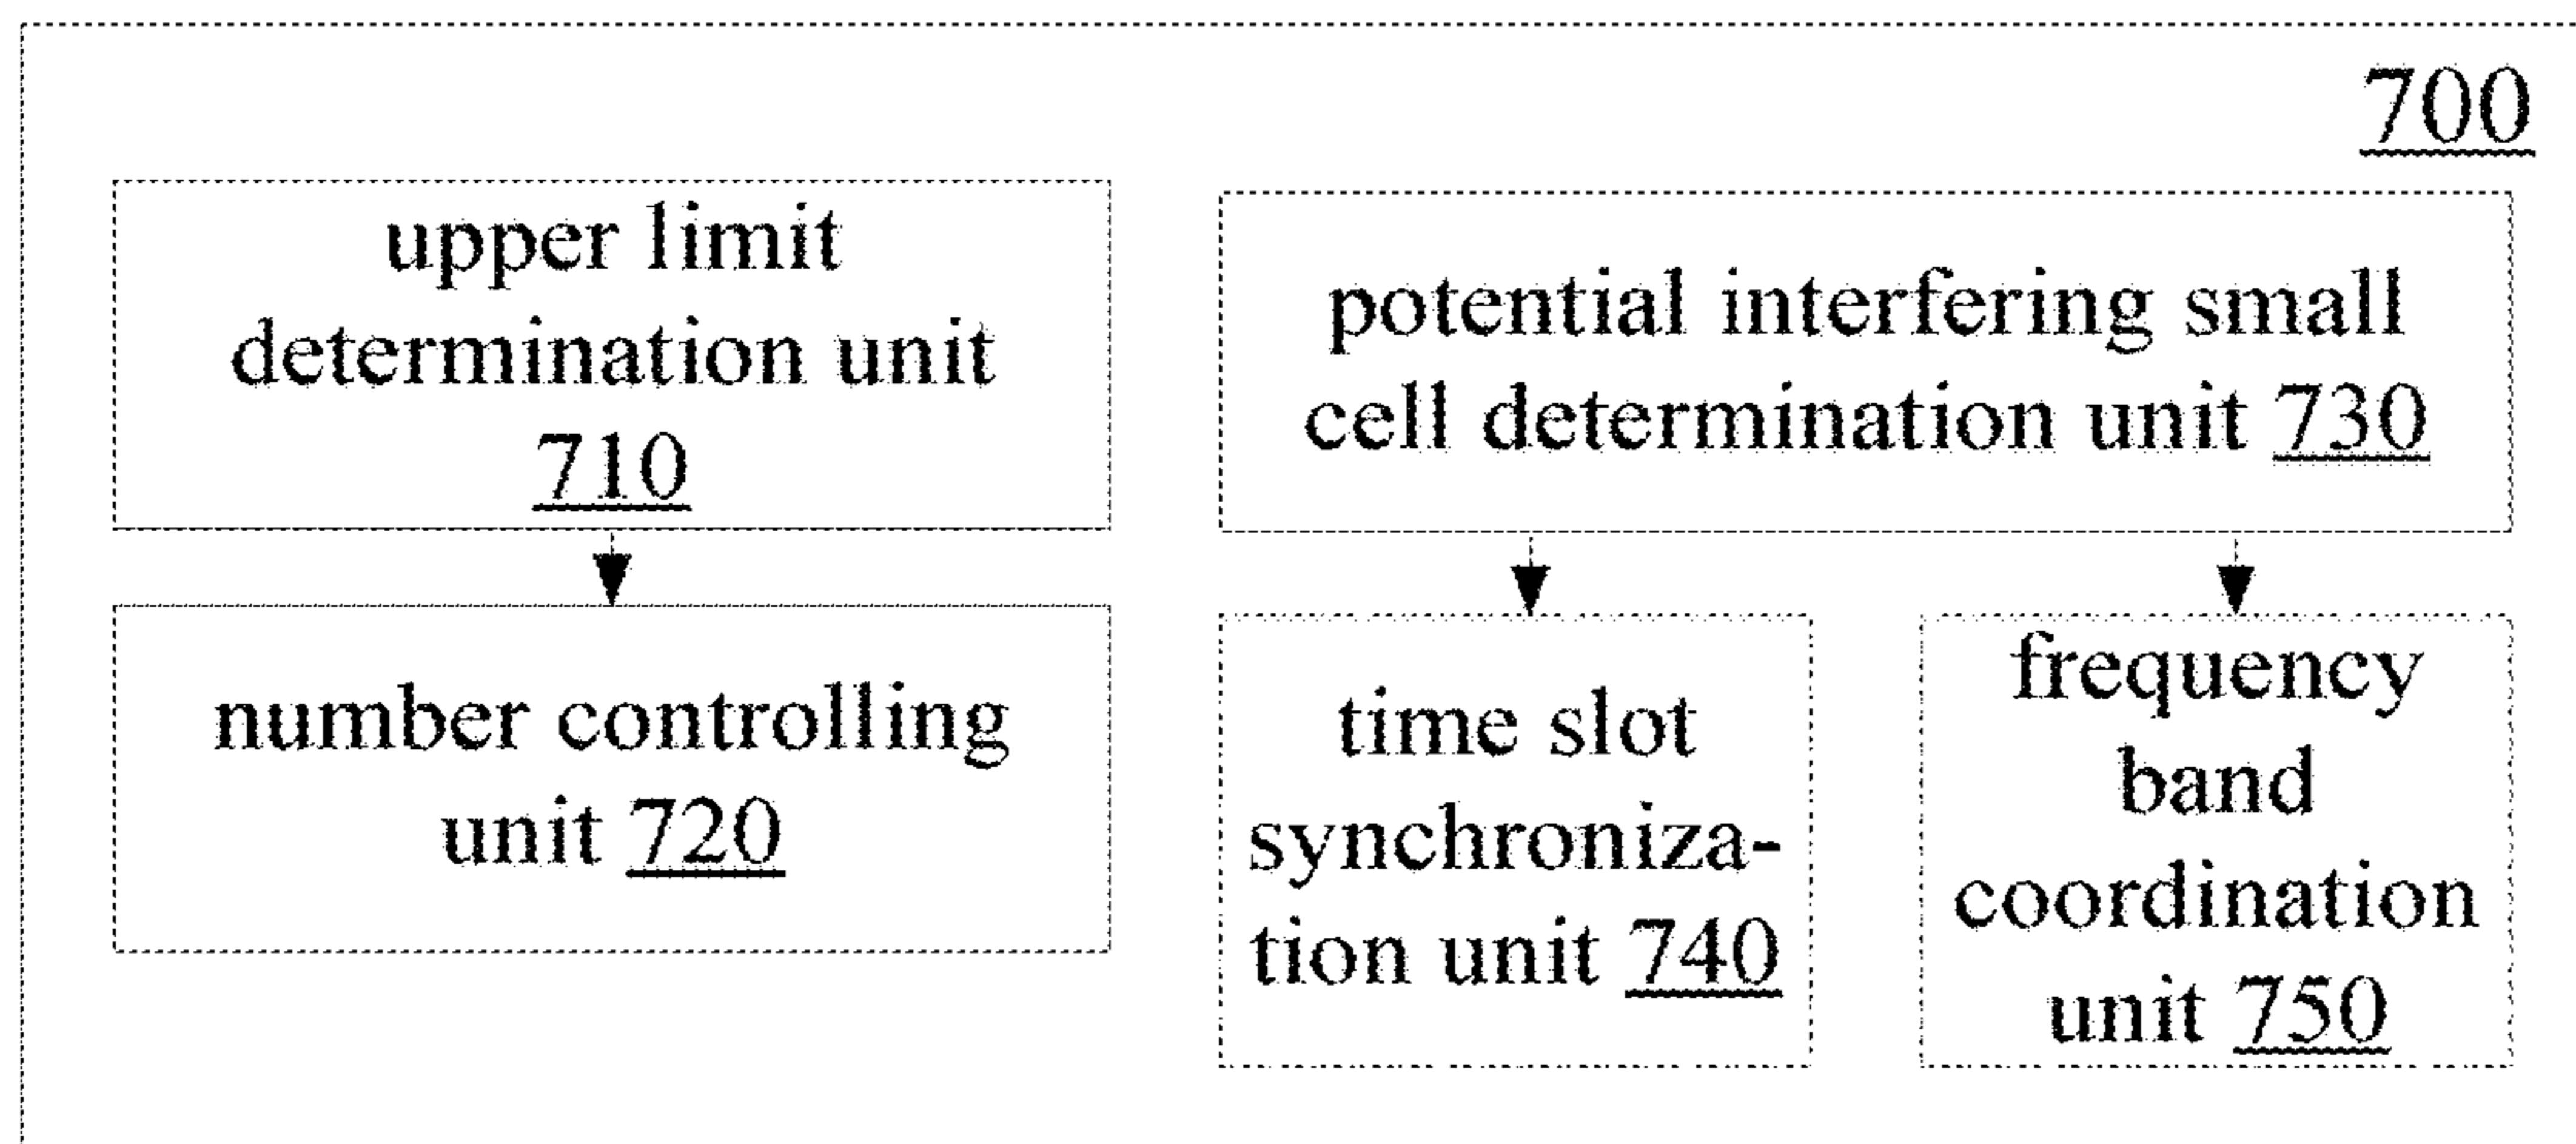 700
upper limit
determination unit
710
potential interfering small
cell determination unit 730
number controlling
unit 720
time slot
synchroniza-
tion unit 740
frequency
band
coordination
unit 750